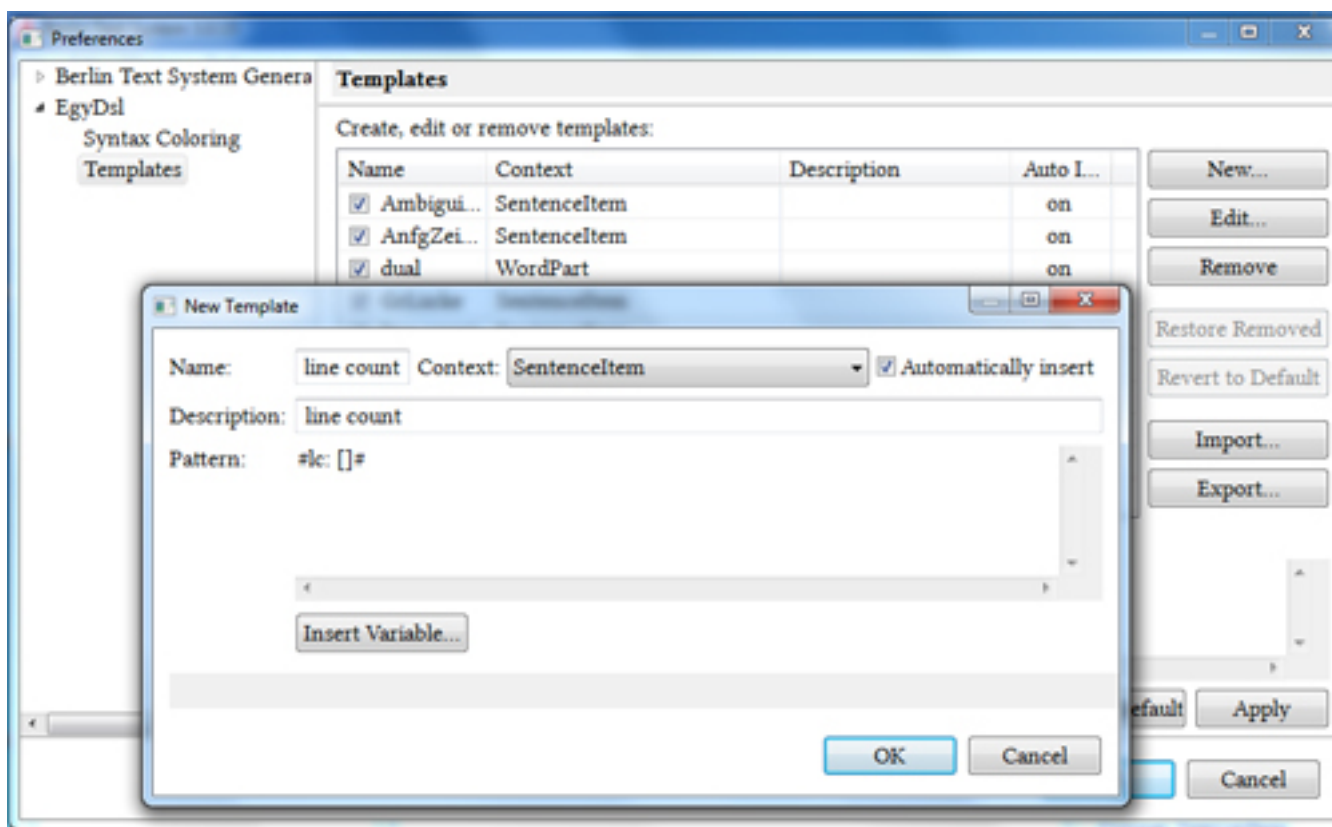 Preferences
Berlin Text System Genera
EgyDsl
Syntax Coloring
Templates
Templates
Create, edit or remove templates:
Name Context Description Auto I...
Ambigui... SentenceItem on
AnfgZei... SentenceItem on
dual WordPart on
New...
Edit...
Remove
Restore Removed
Revert to Default
Import...
Export...
New Template
Name: line count Context: SentenceItem Automatically insert
Description: line count
Pattern: #lc: []#
Insert Variable...
OK Cancel
efault Apply
Cancel